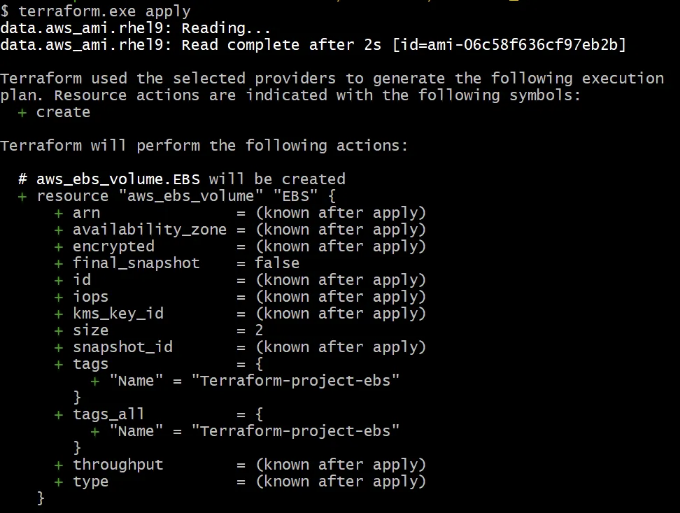 $ terraform.exe apply
data.aws_ami.rhel9: Reading...
data.aws_ami.rhel9: Read complete after 2s [id=ami-06c58f636cf97eb2b]
Terraform used the selected providers to generate the following execution
plan. Resource actions are indicated with the following symbols:
+ create
Terraform will perform the following actions:
# aws_ebs_volume.EBS will be created
+ resource "aws_ebs_volume" "EBS" {
+ arn = (known after apply)
+ availability_zone = (known after apply)
+ encrypted = (known after apply)
+ final_snapshot = false
+ id = (known after apply)
+ iops = (known after apply)
+ kms_key_id = (known after apply)
+ size = 2
+ snapshot_id = (known after apply)
+ tags = {
+ "Name" = "Terraform-project-ebs"
}
+ tags_all = {
+ "Name" = "Terraform-project-ebs"
}
+ throughput = (known after apply)
+ type = (known after apply)
}